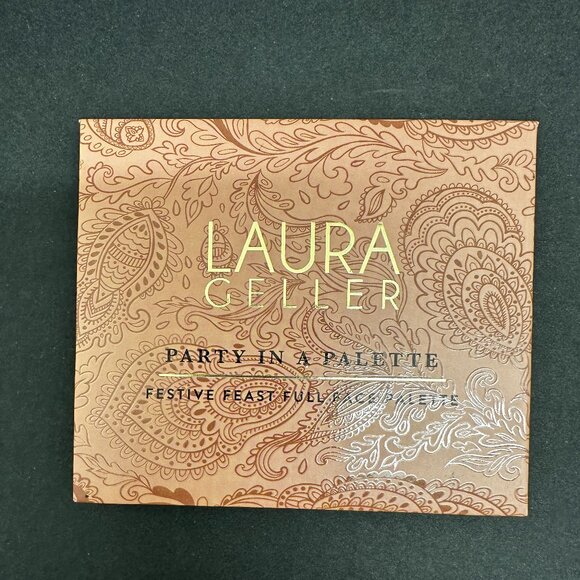 LAURA
GELLER
PARTY IN A PALETTE
FESTIVE FEAST FULL FACE PALETTE